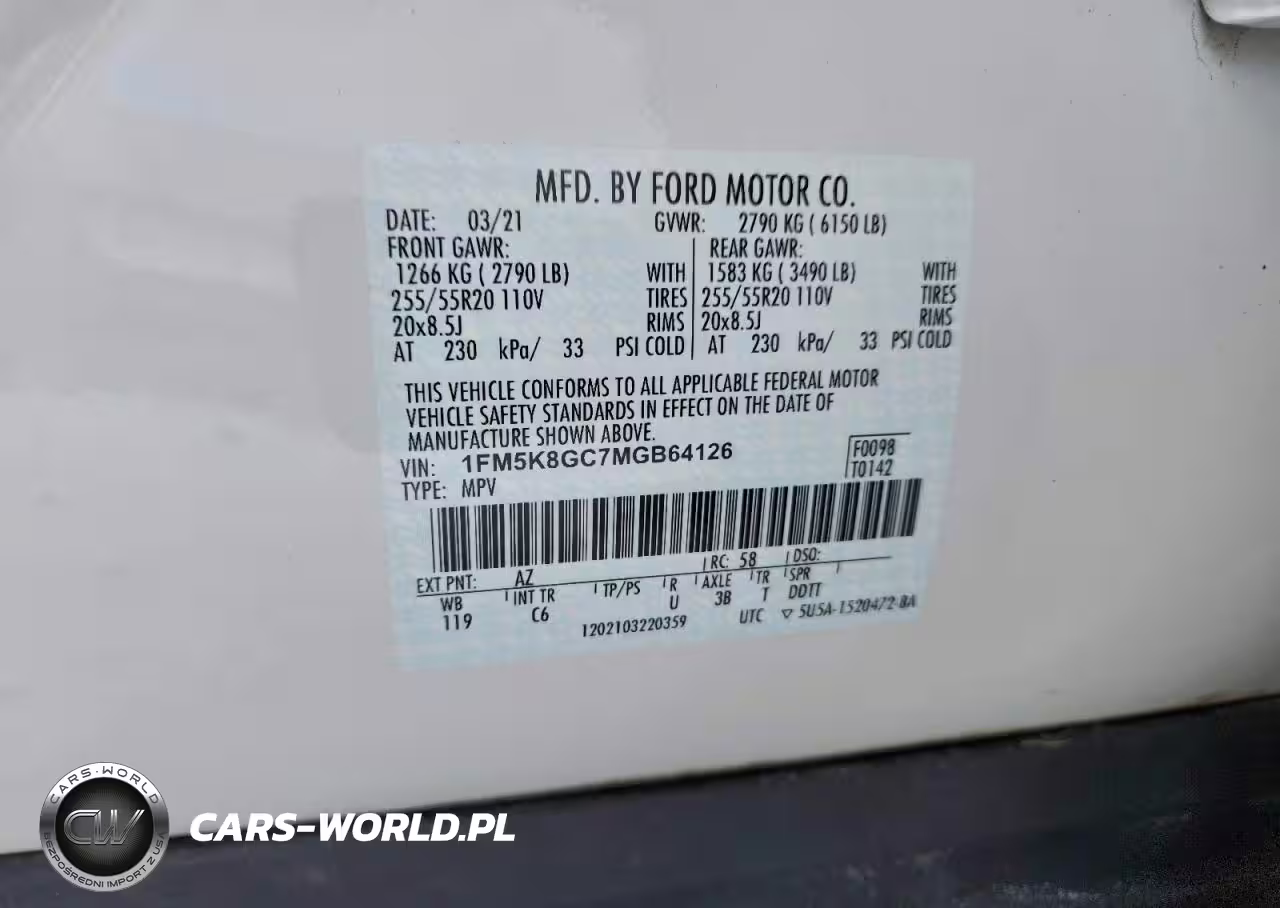 MFD. BY FORD MOTOR CO.
DATE: 03/21 GVWR: 2790 KG ( 6150 LB)
FRONT GAWR: REAR GAWR:
1266 KG ( 2790 LB) WITH 1583 KG ( 3490 LB) WITH
255/55R20 110V TIRES 255/55R20 110V TIRES
20x8.5J RIMS 20x8.5J RIMS
AT 230 kPa/ 33 PSI COLD AT 230 kPa/ 33 PSI COLD
THIS VEHICLE CONFORMS TO ALL APPLICABLE FEDERAL MOTOR
VEHICLE SAFETY STANDARDS IN EFFECT ON THE DATE OF
MANUFACTURE SHOWN ABOVE.
VIN: 1FM5K8GC7MGB64126 F0098
TYPE: MPV T0142
EXT PNT: AZ RC: 58 DSO:
WB INT TR TP/PS R AXLE TR SPR
119 C6 U 3B T DDTT
1202103220359 UTC ▽ 5U5A-1520472-BA
CARS-WORLD
CW
BEZPOŚREDNI IMPORT Z USA
CARS-WORLD.PL